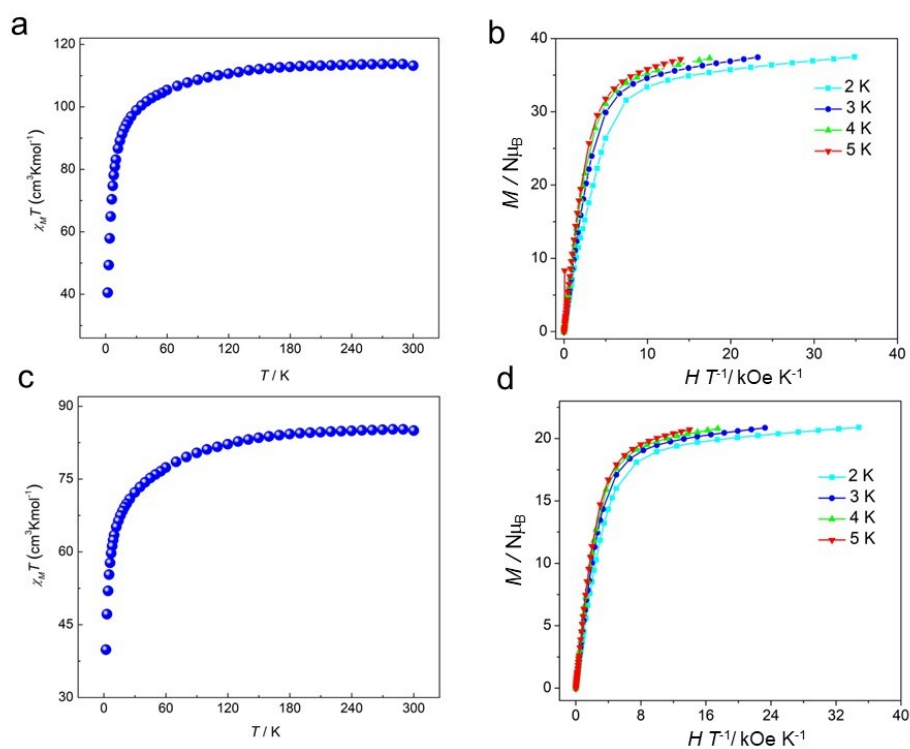 a
120
100
80
60
40
χMT (cm³Kmol⁻¹)
0 60 120 180 240 300
T / K
b
40
30
20
10
0
M / NμB
2 K
3 K
4 K
5 K
0 10 20 30 40
H T⁻¹/ kOe K⁻¹
c
90
75
60
45
30
χMT (cm³Kmol⁻¹)
0 60 120 180 240 300
T / K
d
25
20
15
10
5
0
M / NμB
2 K
3 K
4 K
5 K
0 8 16 24 32 40
H T⁻¹/ kOe K⁻¹